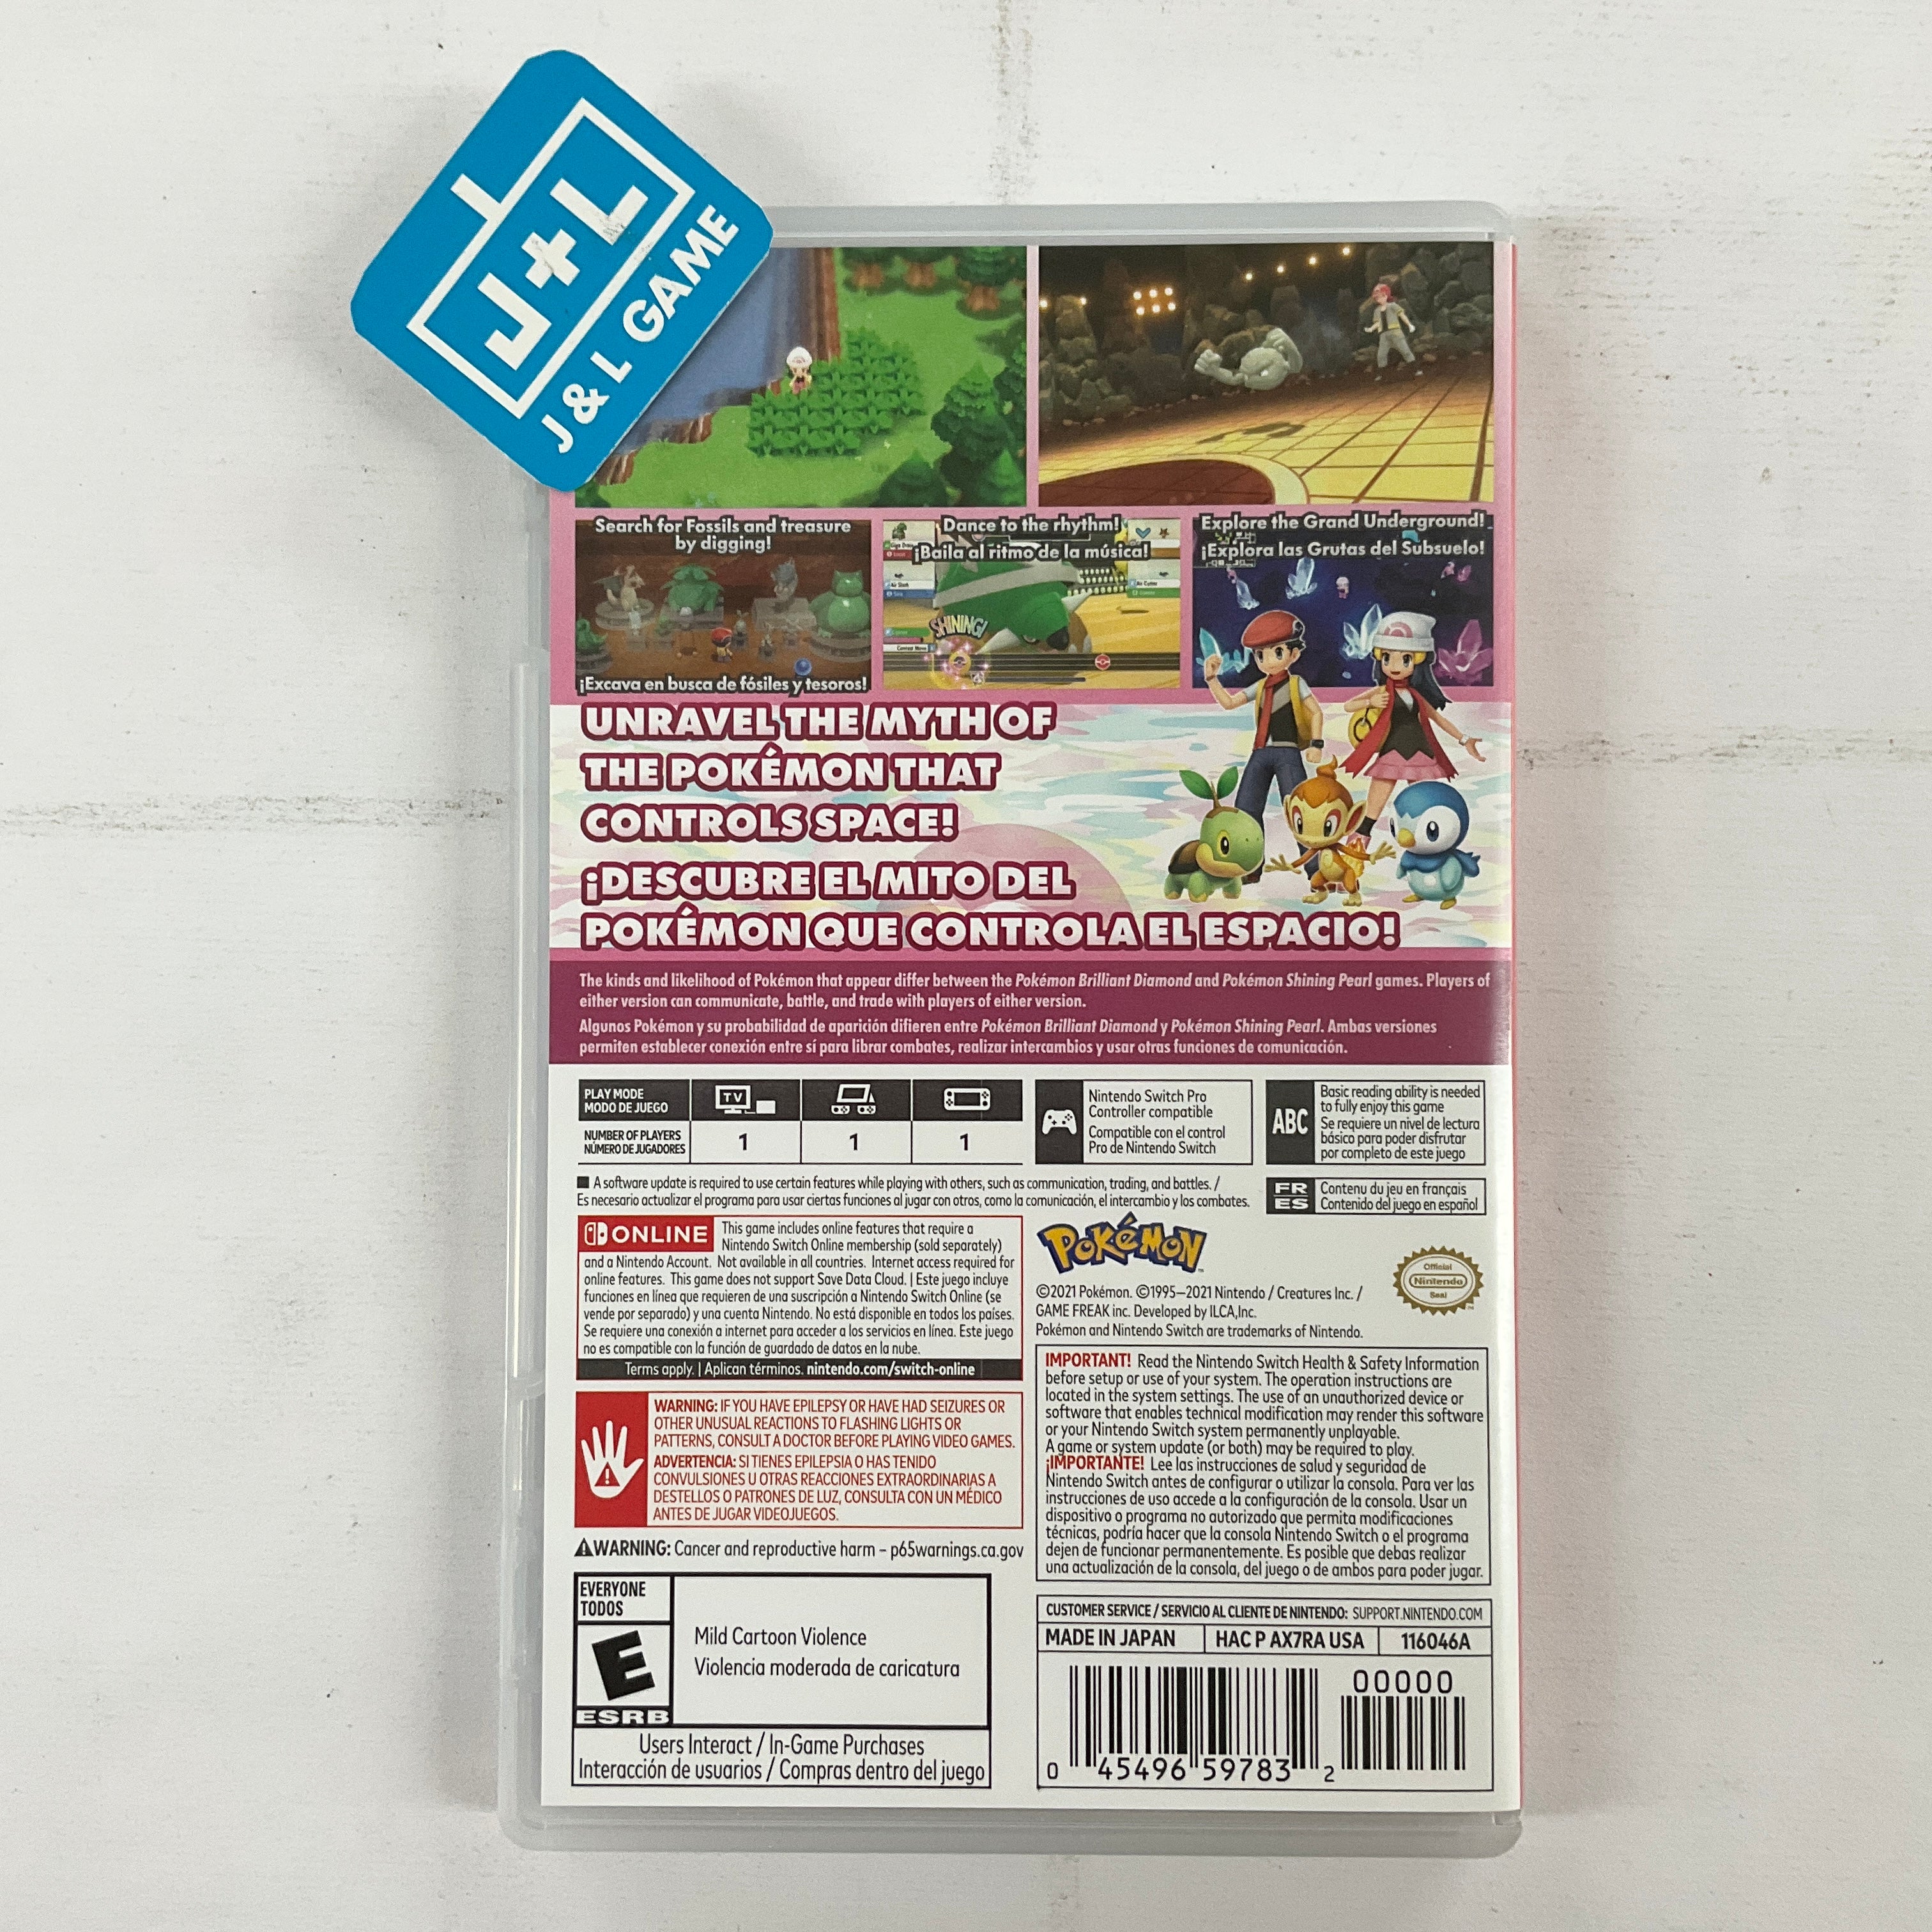 J+L
J & L GAME
Search for Fossils and treasure
by digging!
¡Excava en busca de fósiles y tesoros!
Dance to the rhythm!
¡Baila al ritmo de la música!
SHINING!
Explore the Grand Underground!
¡Explora las Grutas del Subsuelo!
UNRAVEL THE MYTH OF
THE POKÉMON THAT
CONTROLS SPACE!
¡DESCUBRE EL MITO DEL
POKÉMON QUE CONTROLA EL ESPACIO!
The kinds and likelihood of Pokémon that appear differ between the Pokémon Brilliant Diamond and Pokémon Shining Pearl games. Players of
either version can communicate, battle, and trade with players of either version.
Algunos Pokémon y su probabilidad de aparición difieren entre Pokémon Brilliant Diamond y Pokémon Shining Pearl. Ambas versiones
permiten establecer conexión entre sí para librar combates, realizar intercambios y usar otras funciones de comunicación.
PLAY MODE
MODO DE JUEGO
TV
NUMBER OF PLAYERS
NÚMERO DE JUGADORES
1 1 1
Nintendo Switch Pro
Controller compatible
Compatible con el control
Pro de Nintendo Switch
ABC
Basic reading ability is needed
to fully enjoy this game
Se requiere un nivel de lectura
básico para poder disfrutar
por completo de este juego
■ A software update is required to use certain features while playing with others, such as communication, trading, and battles. /
Es necesario actualizar el programa para usar ciertas funciones al jugar con otros, como la comunicación, el intercambio y los combates.
FR Contenu du jeu en français
ES Contenido del juego en español
ONLINE
This game includes online features that require a
Nintendo Switch Online membership (sold separately)
and a Nintendo Account. Not available in all countries. Internet access required for
online features. This game does not support Save Data Cloud. | Este juego incluye
funciones en línea que requieren de una suscripción a Nintendo Switch Online (se
vende por separado) y una cuenta Nintendo. No está disponible en todos los países.
Se requiere una conexión a internet para acceder a los servicios en línea. Este juego
no es compatible con la función de guardado de datos en la nube.
Terms apply. | Aplican términos. nintendo.com/switch-online
WARNING: IF YOU HAVE EPILEPSY OR HAVE HAD SEIZURES OR
OTHER UNUSUAL REACTIONS TO FLASHING LIGHTS OR
PATTERNS, CONSULT A DOCTOR BEFORE PLAYING VIDEO GAMES.
ADVERTENCIA: SI TIENES EPILEPSIA O HAS TENIDO
CONVULSIONES U OTRAS REACCIONES EXTRAORDINARIAS A
DESTELLOS O PATRONES DE LUZ, CONSULTA CON UN MÉDICO
ANTES DE JUGAR VIDEOJUEGOS.
⚠WARNING: Cancer and reproductive harm – p65warnings.ca.gov
EVERYONE
TODOS
E
ESRB
Mild Cartoon Violence
Violencia moderada de caricatura
Users Interact / In-Game Purchases
Interacción de usuarios / Compras dentro del juego
POKéMON
Official
Nintendo
Seal
©2021 Pokémon. ©1995–2021 Nintendo / Creatures Inc. /
GAME FREAK inc. Developed by ILCA,Inc.
Pokémon and Nintendo Switch are trademarks of Nintendo.
IMPORTANT! Read the Nintendo Switch Health & Safety Information
before setup or use of your system. The operation instructions are
located in the system settings. The use of an unauthorized device or
software that enables technical modification may render this software
or your Nintendo Switch system permanently unplayable.
A game or system update (or both) may be required to play.
¡IMPORTANTE! Lee las instrucciones de salud y seguridad de
Nintendo Switch antes de configurar o utilizar la consola. Para ver las
instrucciones de uso accede a la configuración de la consola. Usar un
dispositivo o programa no autorizado que permita modificaciones
técnicas, podría hacer que la consola Nintendo Switch o el programa
dejen de funcionar permanentemente. Es posible que debas realizar
una actualización de la consola, del juego o de ambos para poder jugar.
CUSTOMER SERVICE / SERVICIO AL CLIENTE DE NINTENDO: SUPPORT.NINTENDO.COM
MADE IN JAPAN HAC P AX7RA USA 116046A
00000
0 45496 59783 2